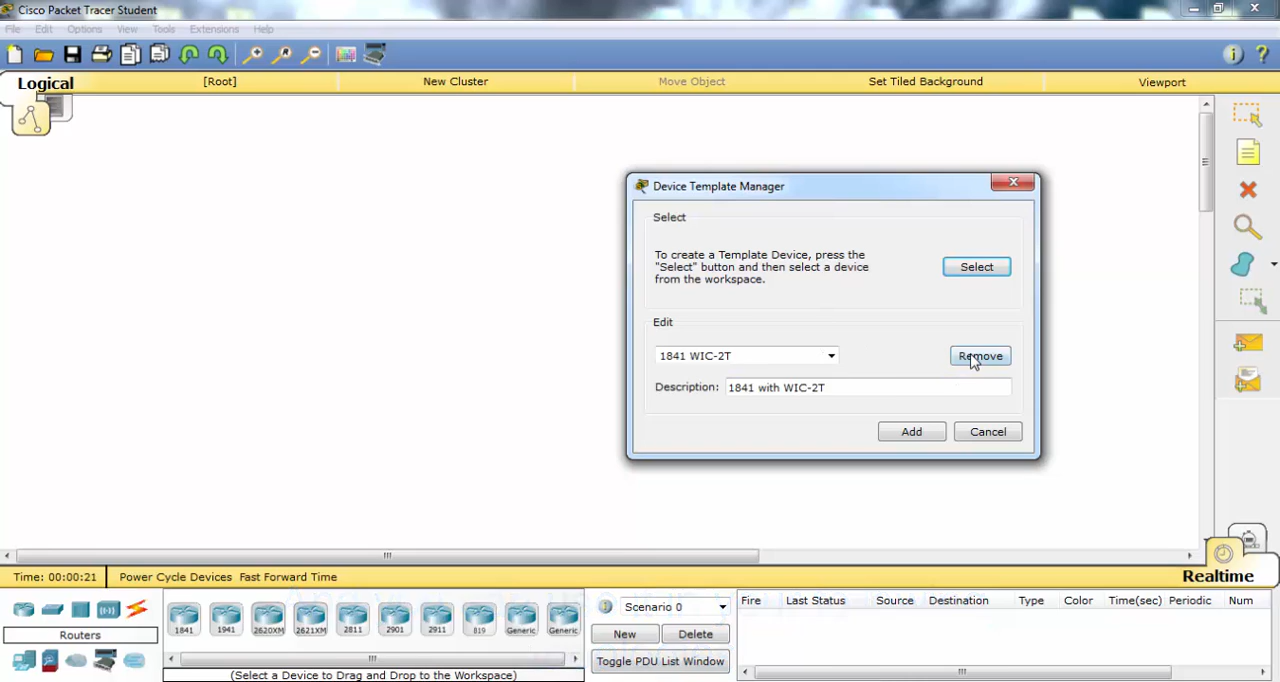 Cisco Packet Tracer Student
File Edit Options View Tools Extensions Help
Logical [Root] New Cluster Move Object Set Tiled Background Viewport
Device Template Manager
Select
To create a Template Device, press the
"Select" button and then select a device
from the workspace.
Select
Edit
1841 WIC-2T
Remove
Description: 1841 with WIC-2T
Add Cancel
Time: 00:00:21 Power Cycle Devices Fast Forward Time
Realtime
Routers
1841 1941 2620XM 2621XM 2811 2901 2911 819 Generic Generic
(Select a Device to Drag and Drop to the Workspace)
Scenario 0
New Delete
Toggle PDU List Window
Fire Last Status Source Destination Type Color Time(sec) Periodic Num